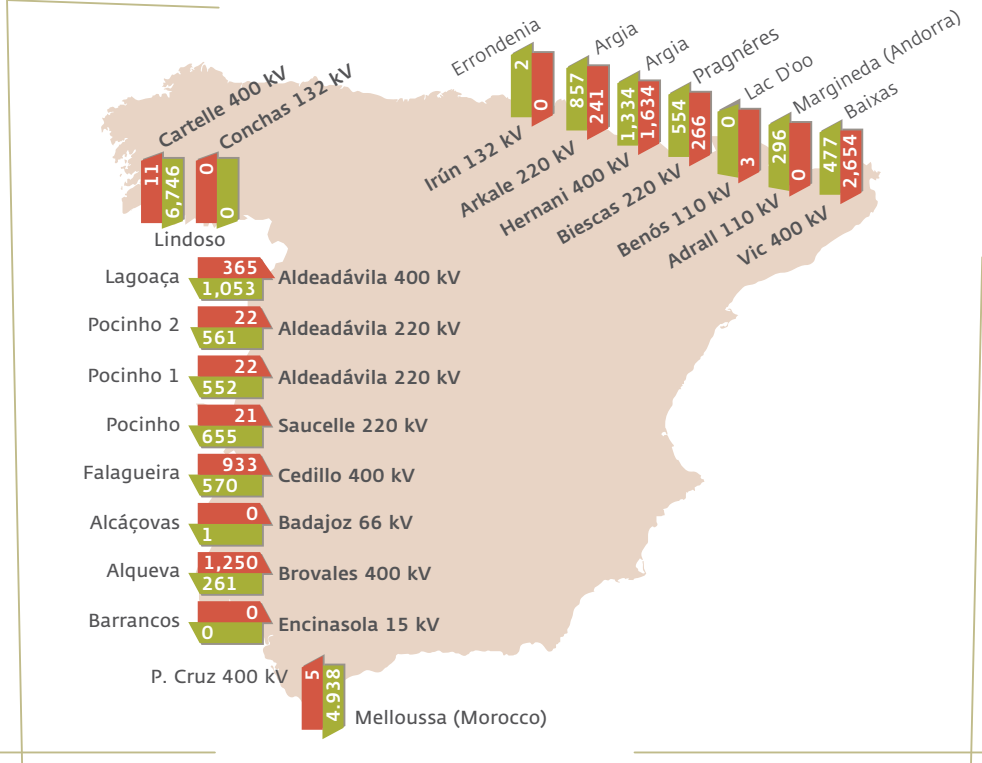 Errondenia
Argia
Argia
Pragnéres
Lac D'oo
Margineda (Andorra)
Baixas
2
0
857
241
1,334
1,634
554
266
0
3
296
0
477
2,654
Irún 132 kV
Arkale 220 kV
Hernani 400 kV
Biescas 220 kV
Benós 110 kV
Adrall 110 kV
Vic 400 kV
Cartelle 400 kV
Conchas 132 kV
11
6,746
0
0
Lindoso
Lagoaça
365
1,053
Aldeadávila 400 kV
Pocinho 2
22
561
Aldeadávila 220 kV
Pocinho 1
22
552
Aldeadávila 220 kV
Pocinho
21
655
Saucelle 220 kV
Falagueira
933
570
Cedillo 400 kV
Alcáçovas
0
1
Badajoz 66 kV
Alqueva
1,250
261
Brovales 400 kV
Barrancos
0
0
Encinasola 15 kV
P. Cruz 400 kV
5
4.938
Melloussa (Morocco)